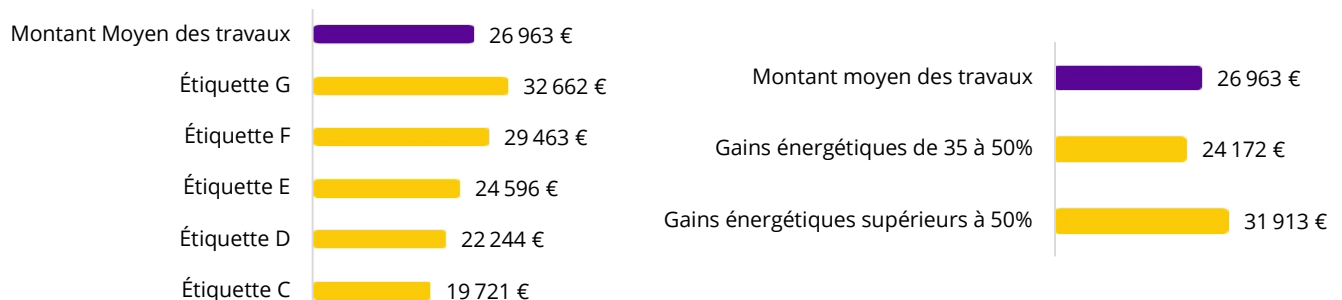 Montant Moyen des travaux 26 963 €
Étiquette G 32 662 €
Étiquette F 29 463 €
Étiquette E 24 596 €
Étiquette D 22 244 €
Étiquette C 19 721 €
Montant moyen des travaux 26 963 €
Gains énergétiques de 35 à 50% 24 172 €
Gains énergétiques supérieurs à 50% 31 913 €